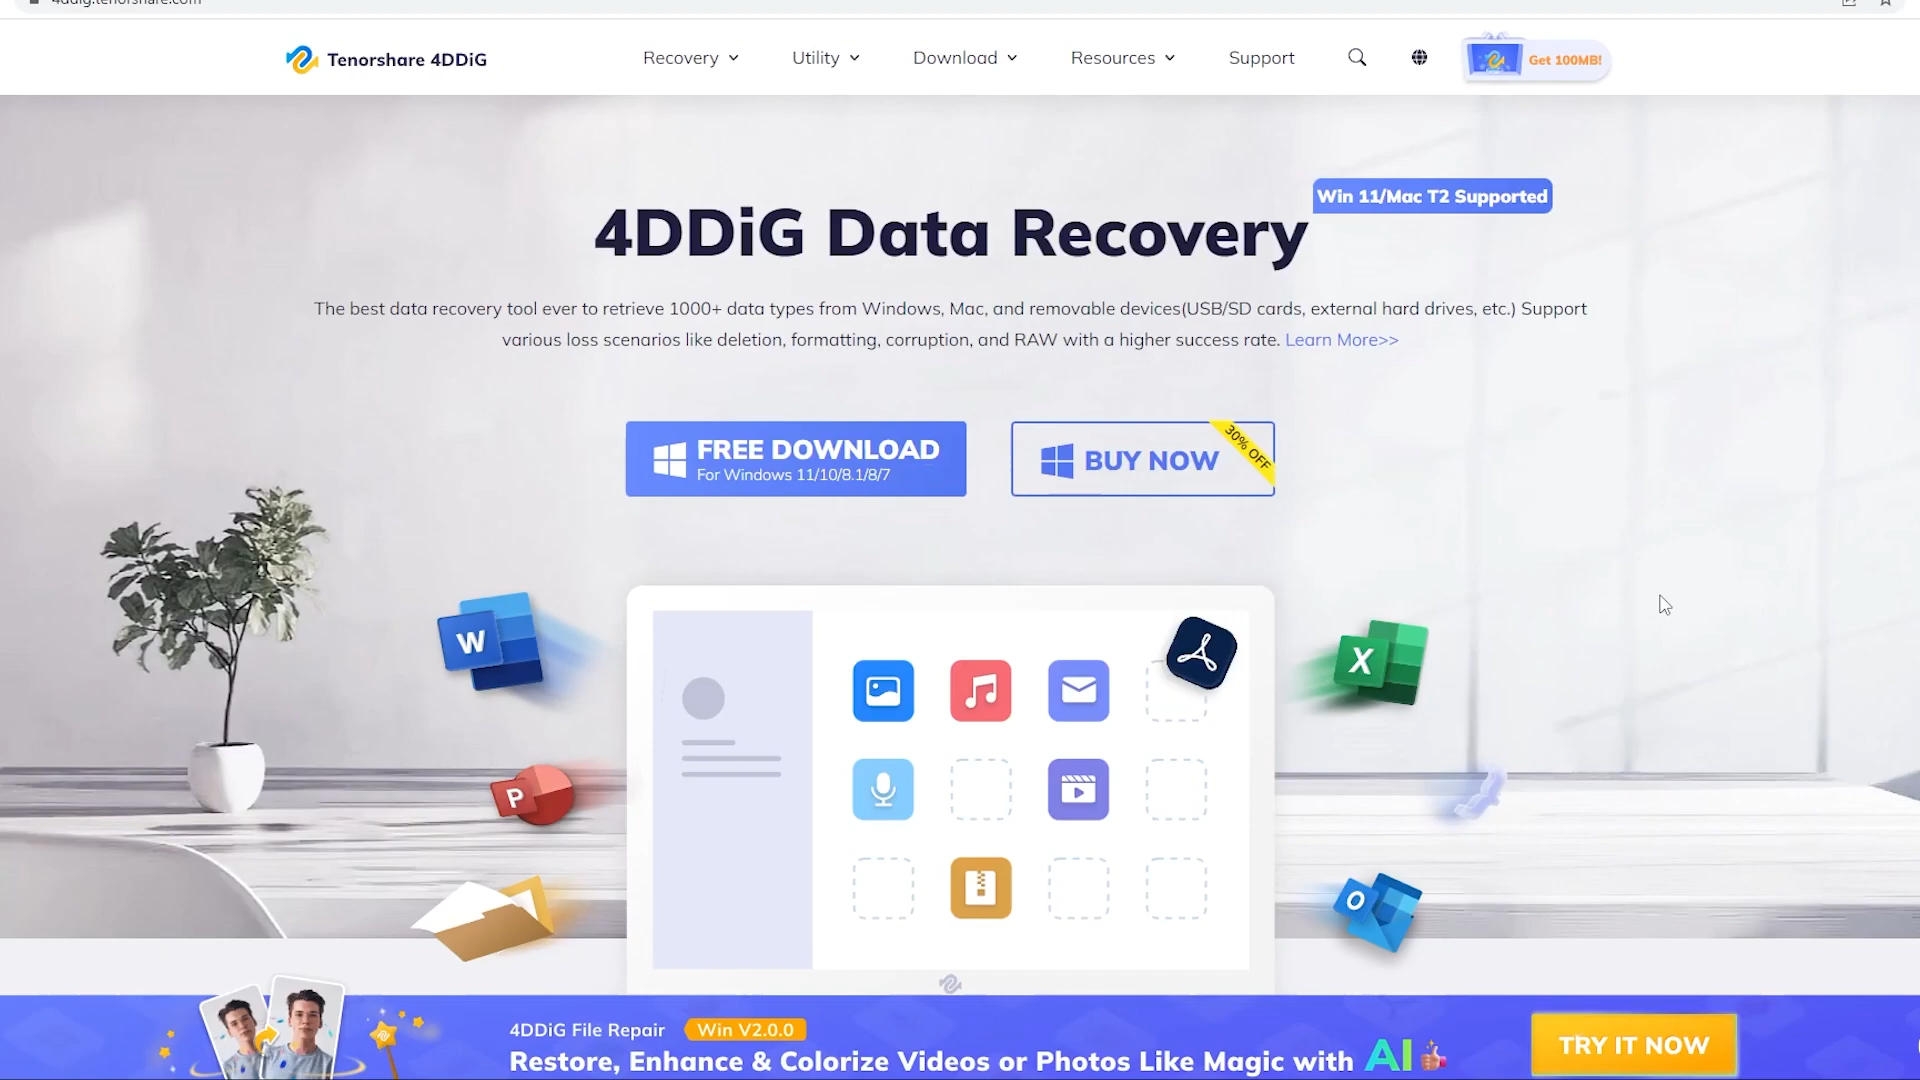 4ddig.tenorshare.com
Tenorshare 4DDiG
Recovery
Utility
Download
Resources
Support
Get 100MB!
Win 11/Mac T2 Supported
4DDiG Data Recovery
The best data recovery tool ever to retrieve 1000+ data types from Windows, Mac, and removable devices(USB/SD cards, external hard drives, etc.) Support
various loss scenarios like deletion, formatting, corruption, and RAW with a higher success rate. Learn More>>
FREE DOWNLOAD
For Windows 11/10/8.1/8/7
BUY NOW
30% OFF
W
X
P
O
4DDiG File Repair
Win V2.0.0
Restore, Enhance & Colorize Videos or Photos Like Magic with AI
TRY IT NOW